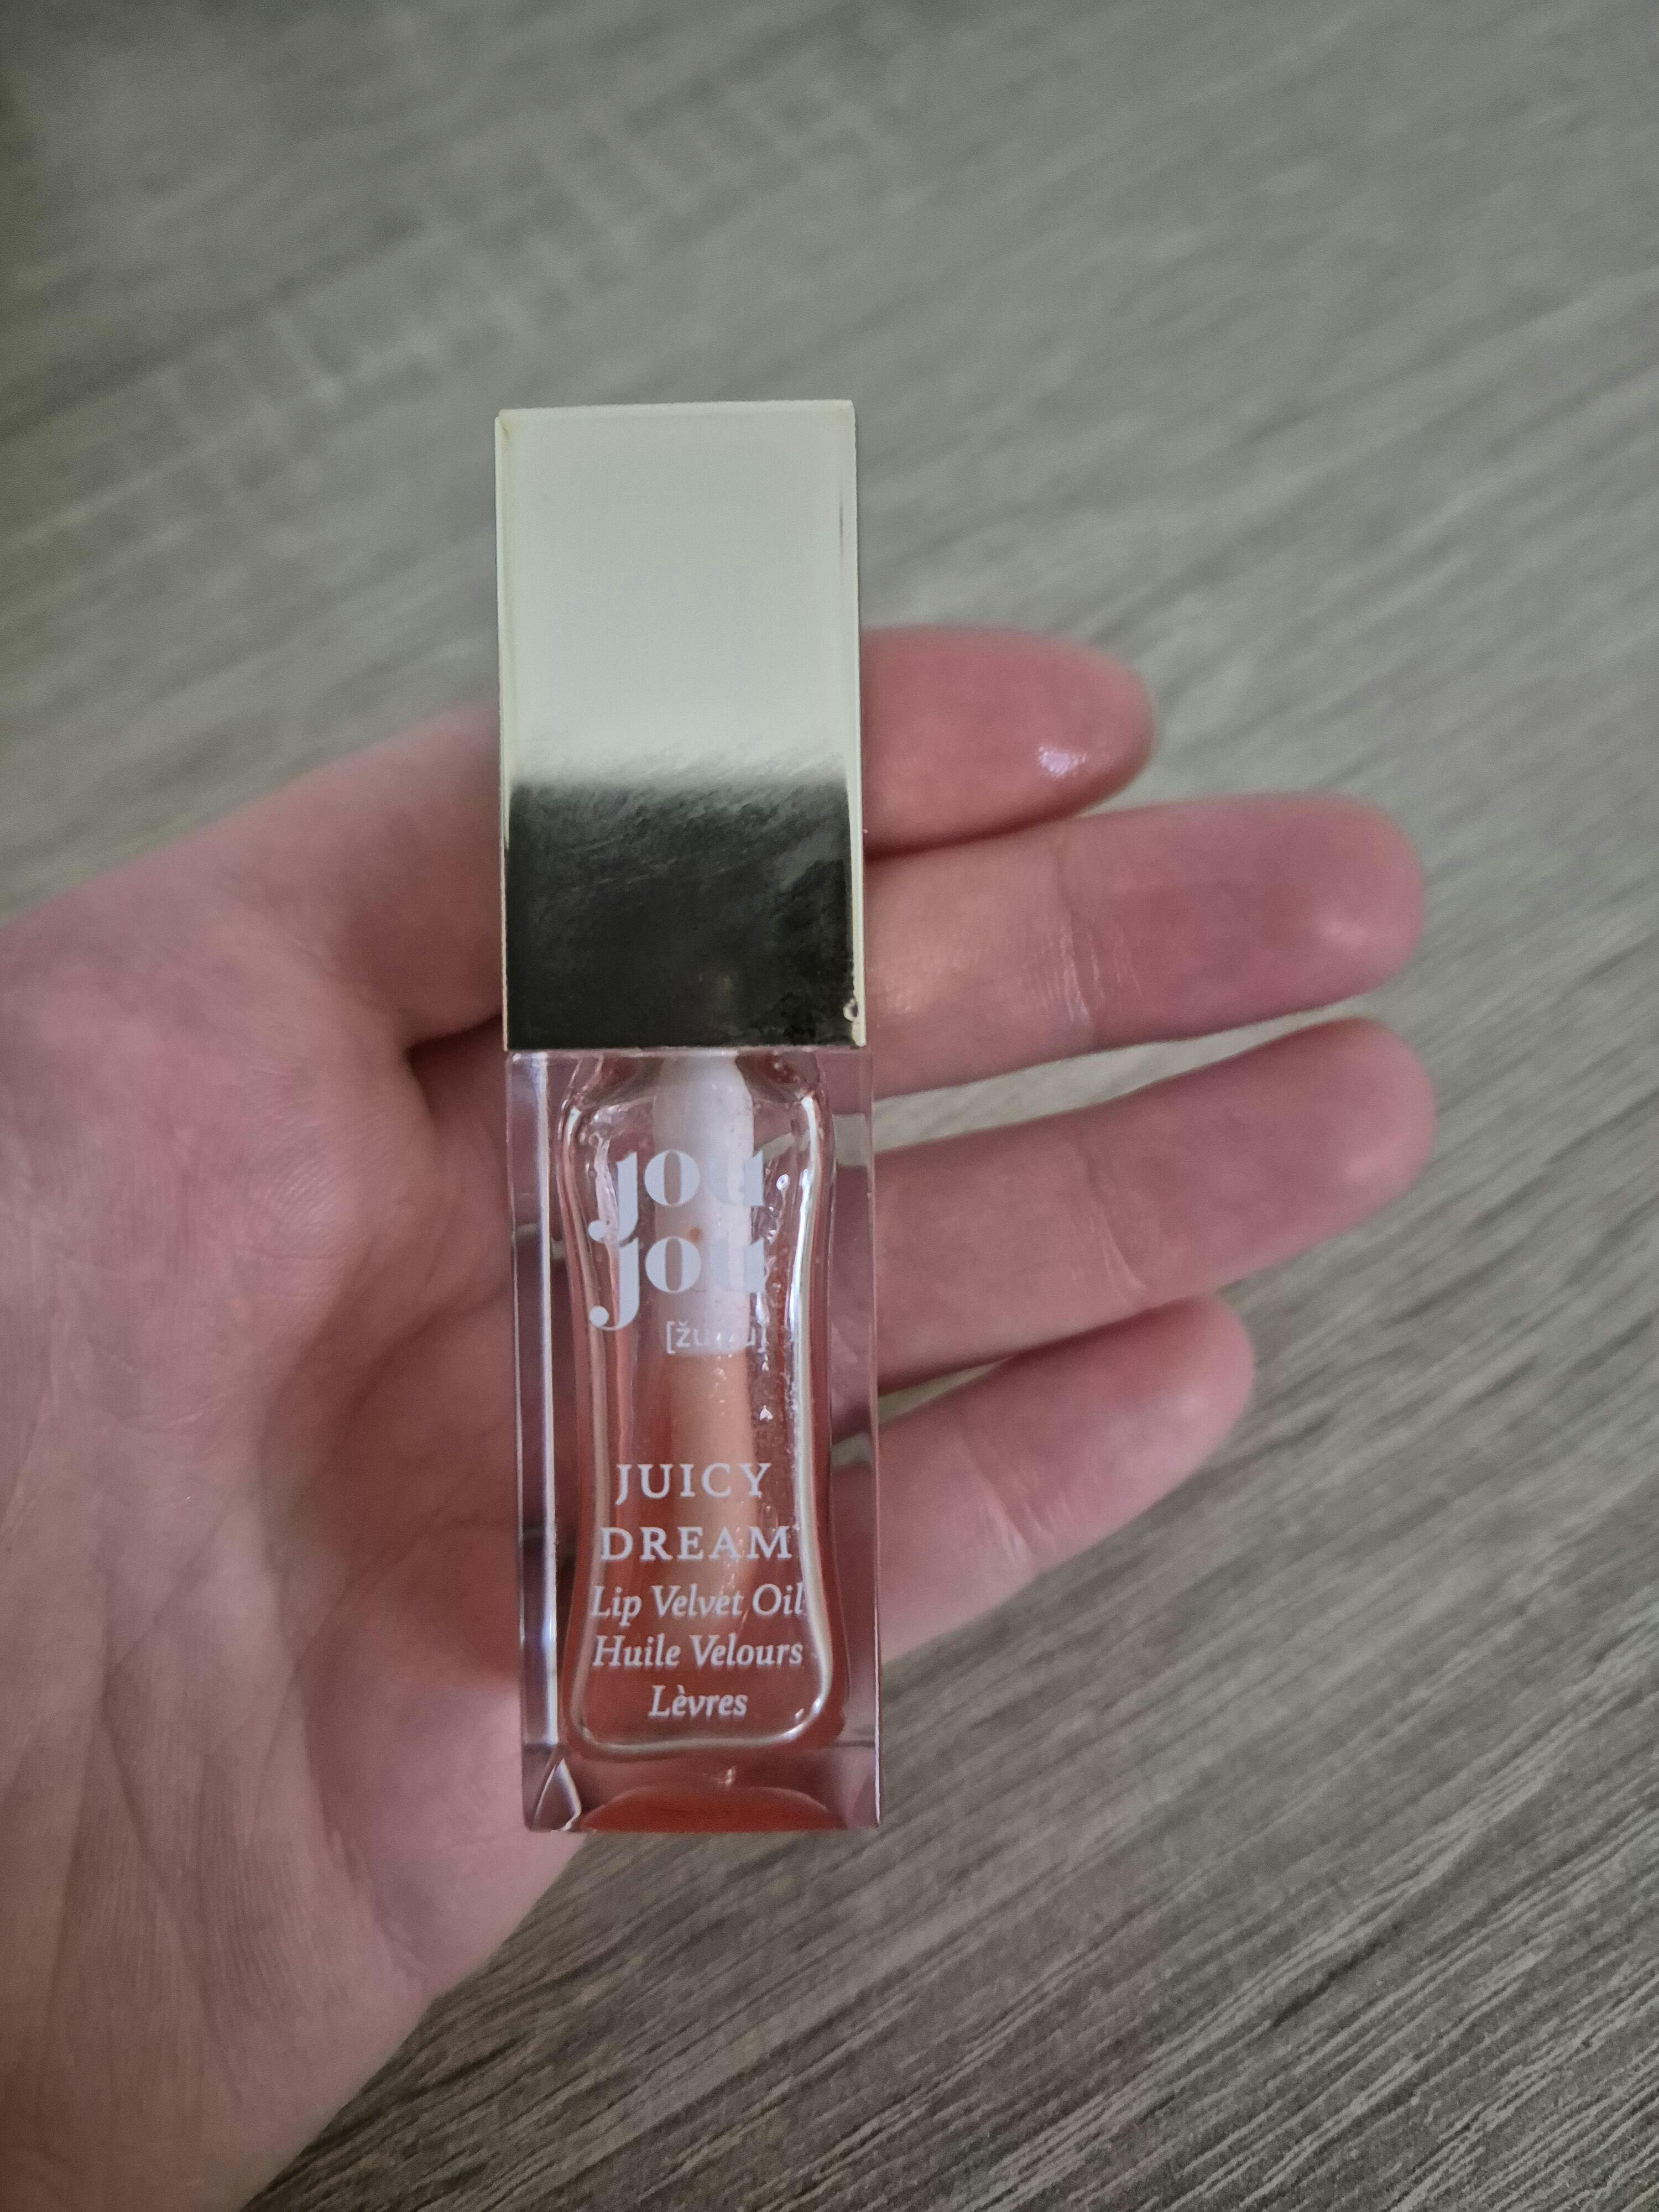 jou
jou
JUICY
DREAM
Lip Velvet Oil
Huile Velours
Lèvres